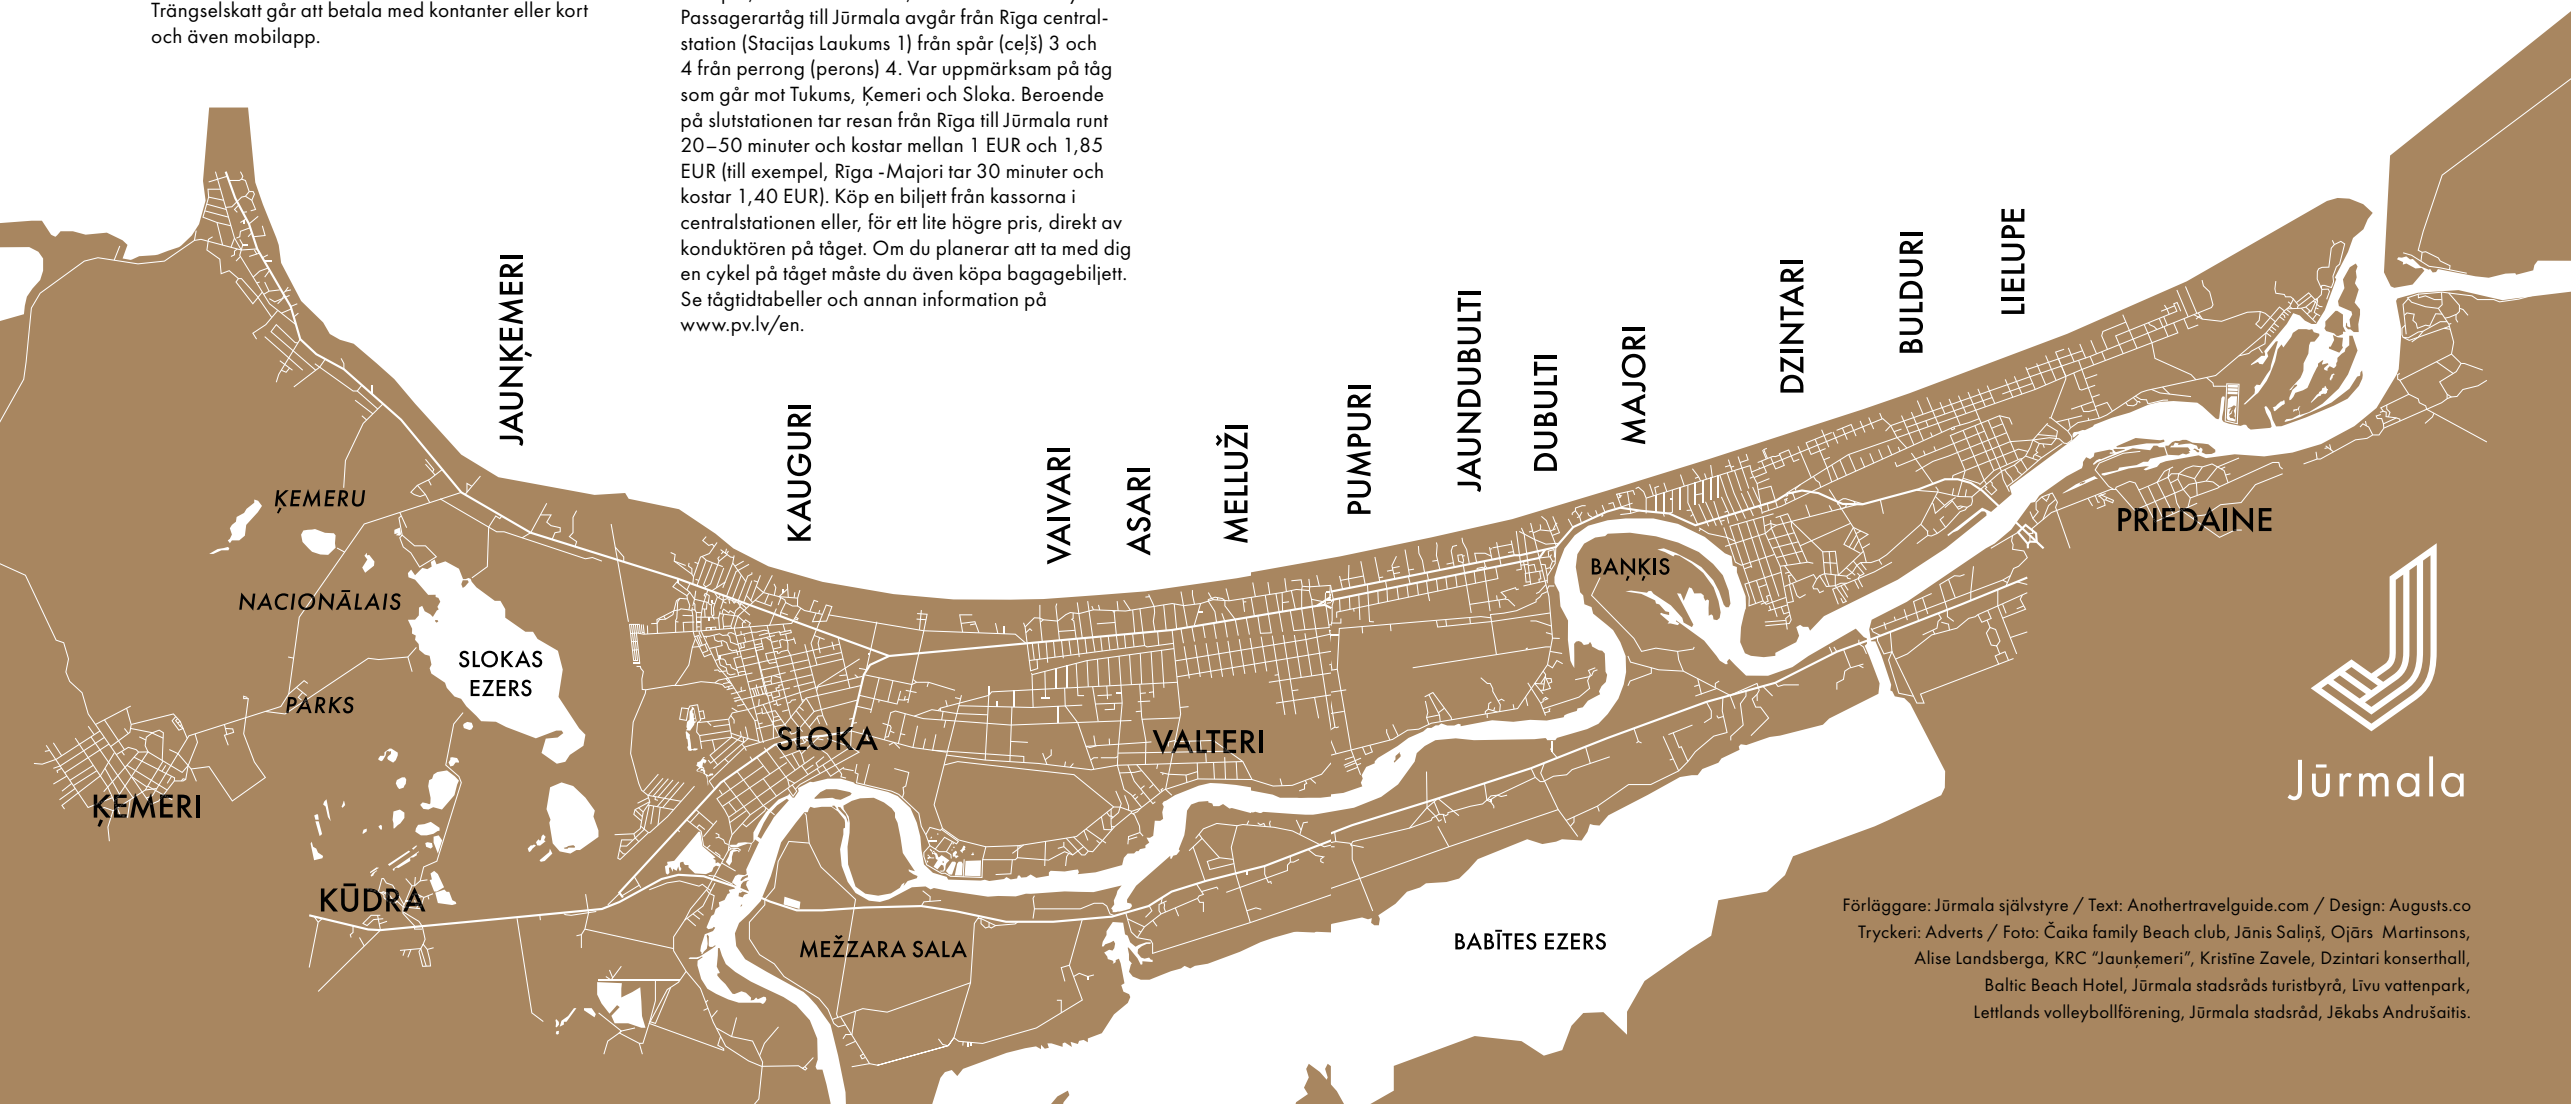 Trängselskatt går att betala med kontanter eller kort
och även mobilapp.
Passagerartåg till Jūrmala avgår från Rīga central-
station (Stacijas Laukums 1) från spår (ceļš) 3 och
4 från perrong (perons) 4. Var uppmärksam på tåg
som går mot Tukums, Ķemeri och Sloka. Beroende
på slutstationen tar resan från Rīga till Jūrmala runt
20–50 minuter och kostar mellan 1 EUR och 1,85
EUR (till exempel, Rīga -Majori tar 30 minuter och
kostar 1,40 EUR). Köp en biljett från kassorna i
centralstationen eller, för ett lite högre pris, direkt av
konduktören på tåget. Om du planerar att ta med dig
en cykel på tåget måste du även köpa bagagebiljett.
Se tågtidtabeller och annan information på
www.pv.lv/en.
JAUNĶEMERI
KAUGURI
VAIVARI
ASARI
MELLUŽI
PUMPURI
JAUNDUBULTI
DUBULTI
MAJORI
DZINTARI
BULDURI
LIELUPE
ĶEMERU
NACIONĀLAIS
PARKS
SLOKAS
EZERS
BAŅĶIS
PRIEDAINE
SLOKA
VALTERI
ĶEMERI
KŪDRA
MEŽZARA SALA
BABĪTES EZERS
Jūrmala
Förläggare: Jūrmala självstyre / Text: Anothertravelguide.com / Design: Augusts.co
Tryckeri: Adverts / Foto: Čaika family Beach club, Jānis Saliņš, Ojārs Martinsons,
Alise Landsberga, KRC “Jaunķemeri”, Kristīne Zavele, Dzintari konserthall,
Baltic Beach Hotel, Jūrmala stadsråds turistbyrå, Līvu vattenpark,
Lettlands volleybollförening, Jūrmala stadsråd, Jēkabs Andrušaitis.